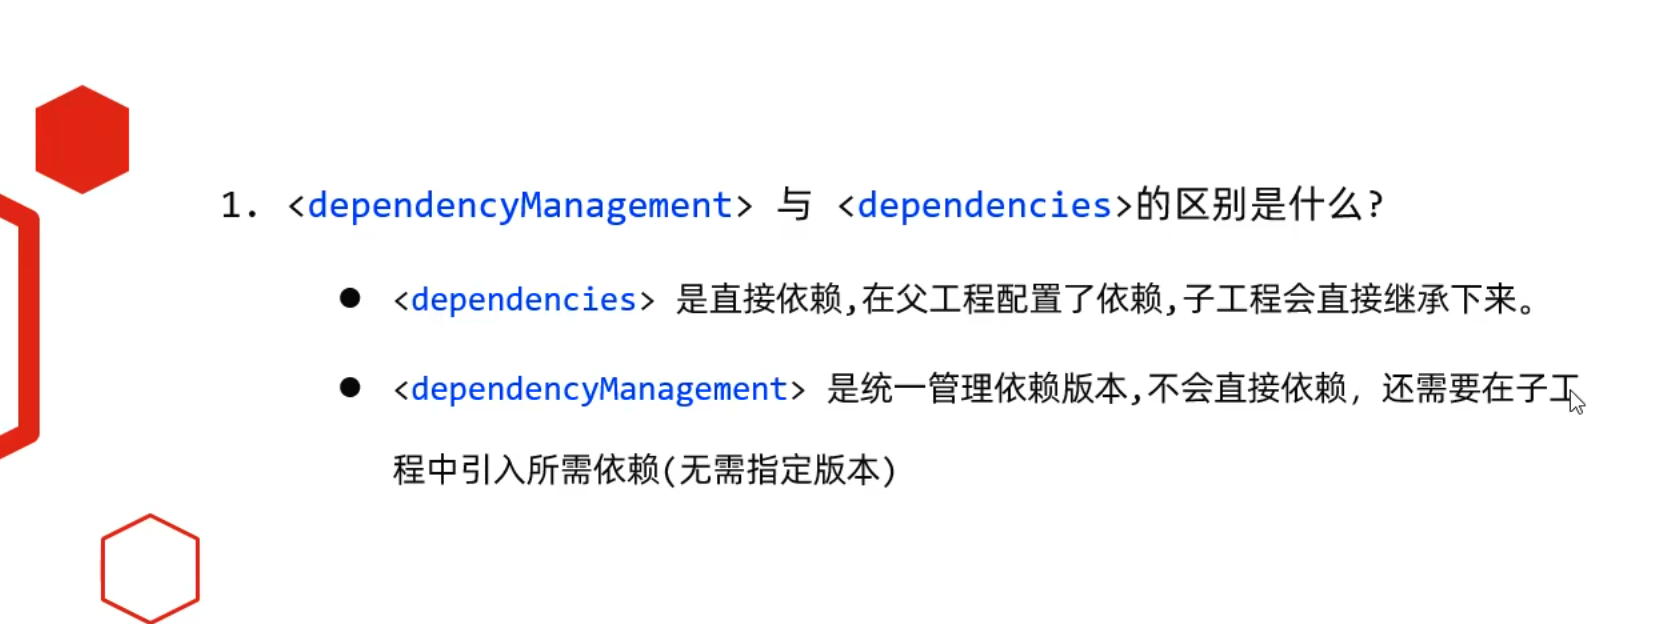 1. <dependencyManagement> 与 <dependencies>的区别是什么?
● <dependencies> 是直接依赖,在父工程配置了依赖,子工程会直接继承下来。
● <dependencyManagement> 是统一管理依赖版本,不会直接依赖，还需要在子工
程中引入所需依赖(无需指定版本)